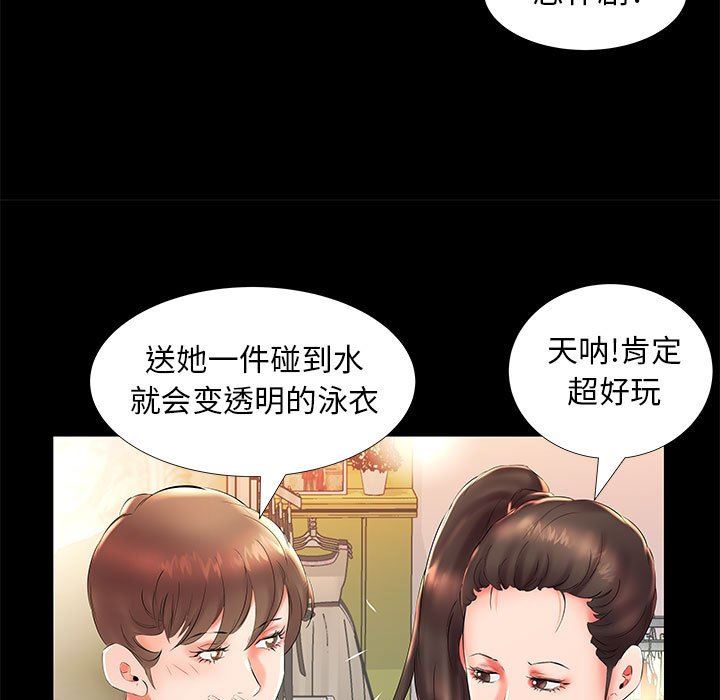 送她一件碰到水
就会变透明的泳衣
天呐!肯定
超好玩